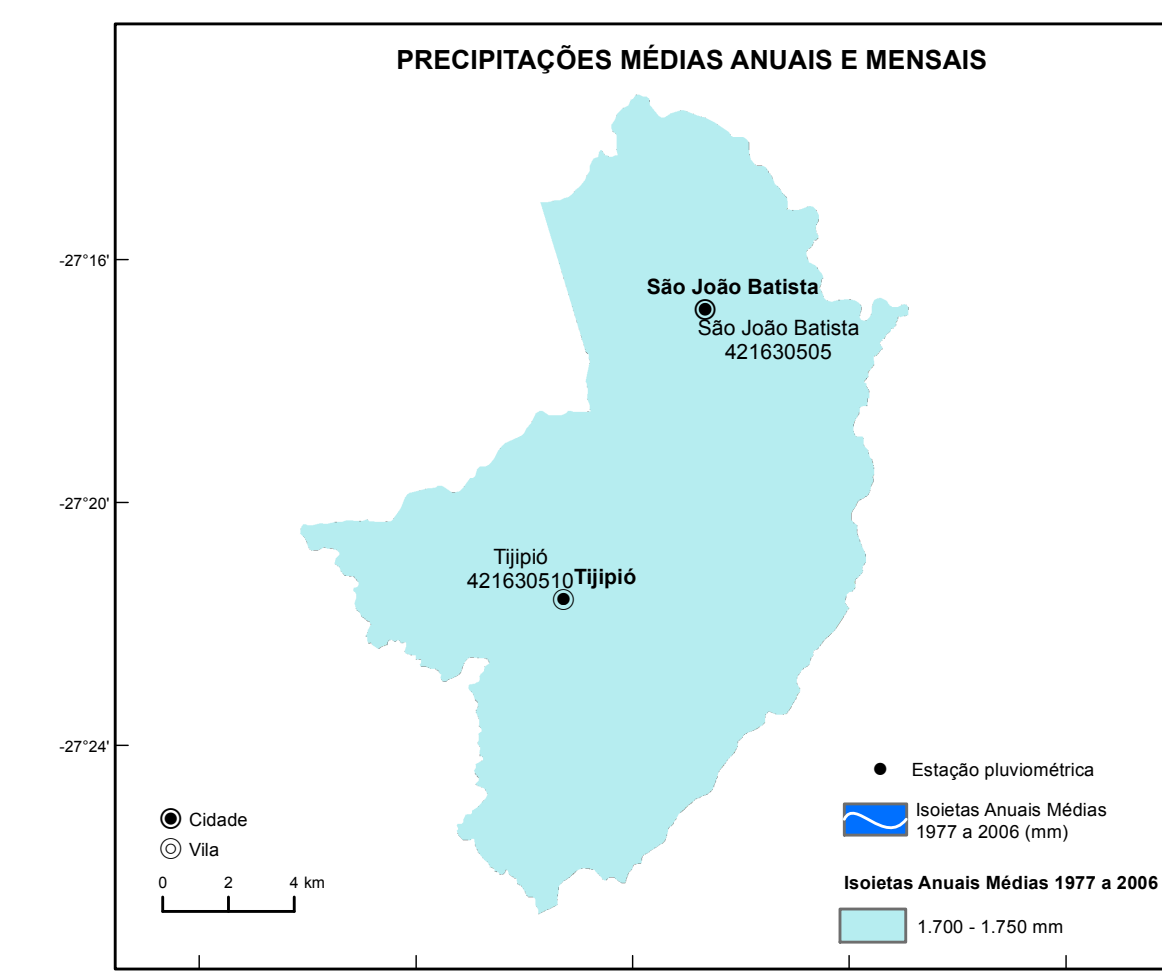 PRECIPITAÇÕES MÉDIAS ANUAIS E MENSAIS
-27°16'
São João Batista
São João Batista
421630505
-27°20'
Tijipió
421630510
Tijipió
-27°24'
Estação pluviométrica
Isoietas Anuais Médias
1977 a 2006 (mm)
Cidade
Vila
0 2 4 km
Isoietas Anuais Médias 1977 a 2006
1.700 - 1.750 mm